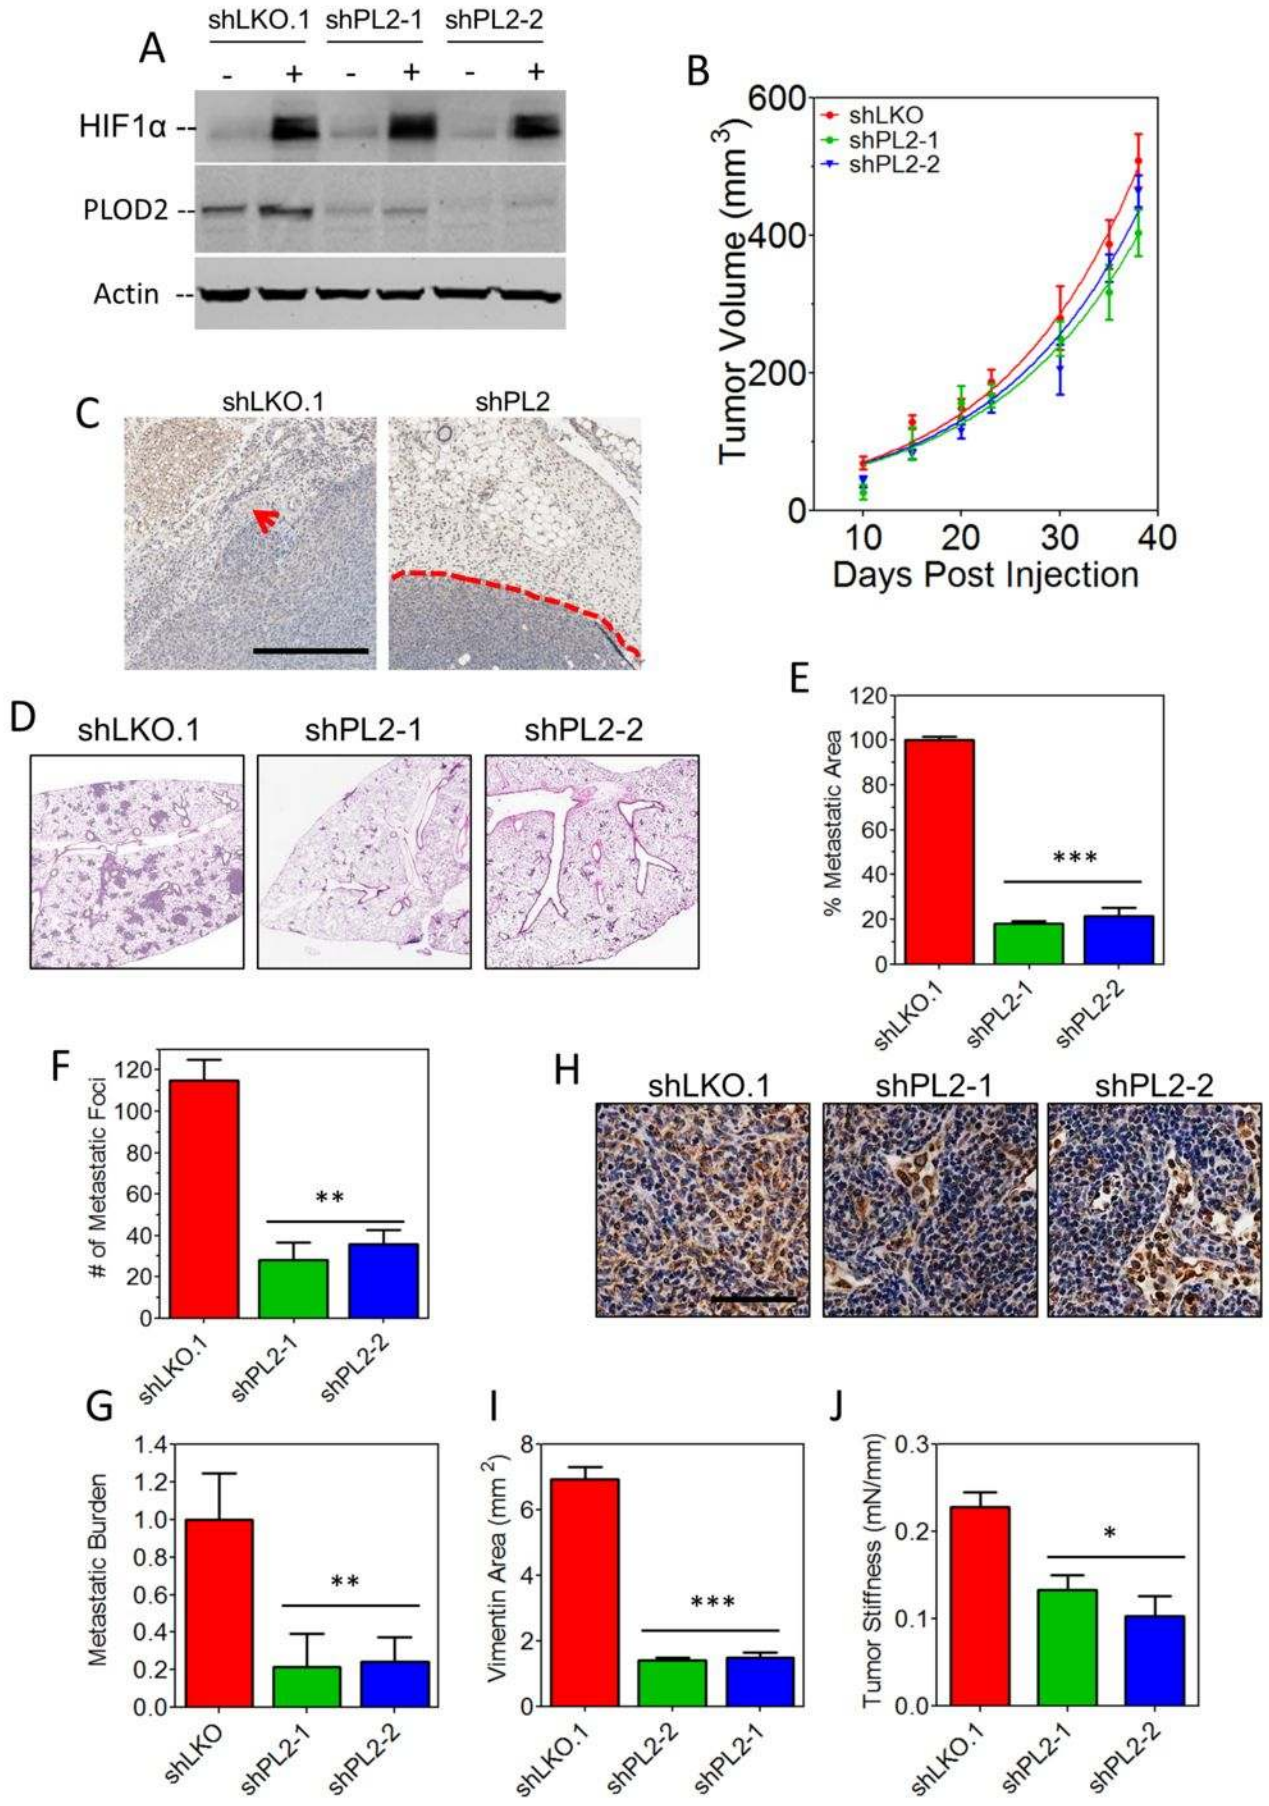 A
shLKO.1 shPL2-1 shPL2-2
- + - + - +
HIF1α --
PLOD2 --
Actin --
B
Tumor Volume (mm³)
600
400
200
0
shLKO
shPL2-1
shPL2-2
10 20 30 40
Days Post Injection
C
shLKO.1 shPL2
D
shLKO.1 shPL2-1 shPL2-2
E
% Metastatic Area
120
100
80
60
40
20
0
***
shLKO.1 shPL2-1 shPL2-2
F
# of Metastatic Foci
120
100
80
60
40
20
0
**
shLKO.1 shPL2-1 shPL2-2
H
shLKO.1 shPL2-1 shPL2-2
G
Metastatic Burden
1.4
1.2
1.0
0.8
0.6
0.4
0.2
0.0
**
shLKO shPL2-1 shPL2-2
I
Vimentin Area (mm²)
8
6
4
2
0
***
shLKO.1 shPL2-2 shPL2-1
J
Tumor Stiffness (mN/mm)
0.3
0.2
0.1
0.0
*
shLKO.1 shPL2-1 shPL2-2